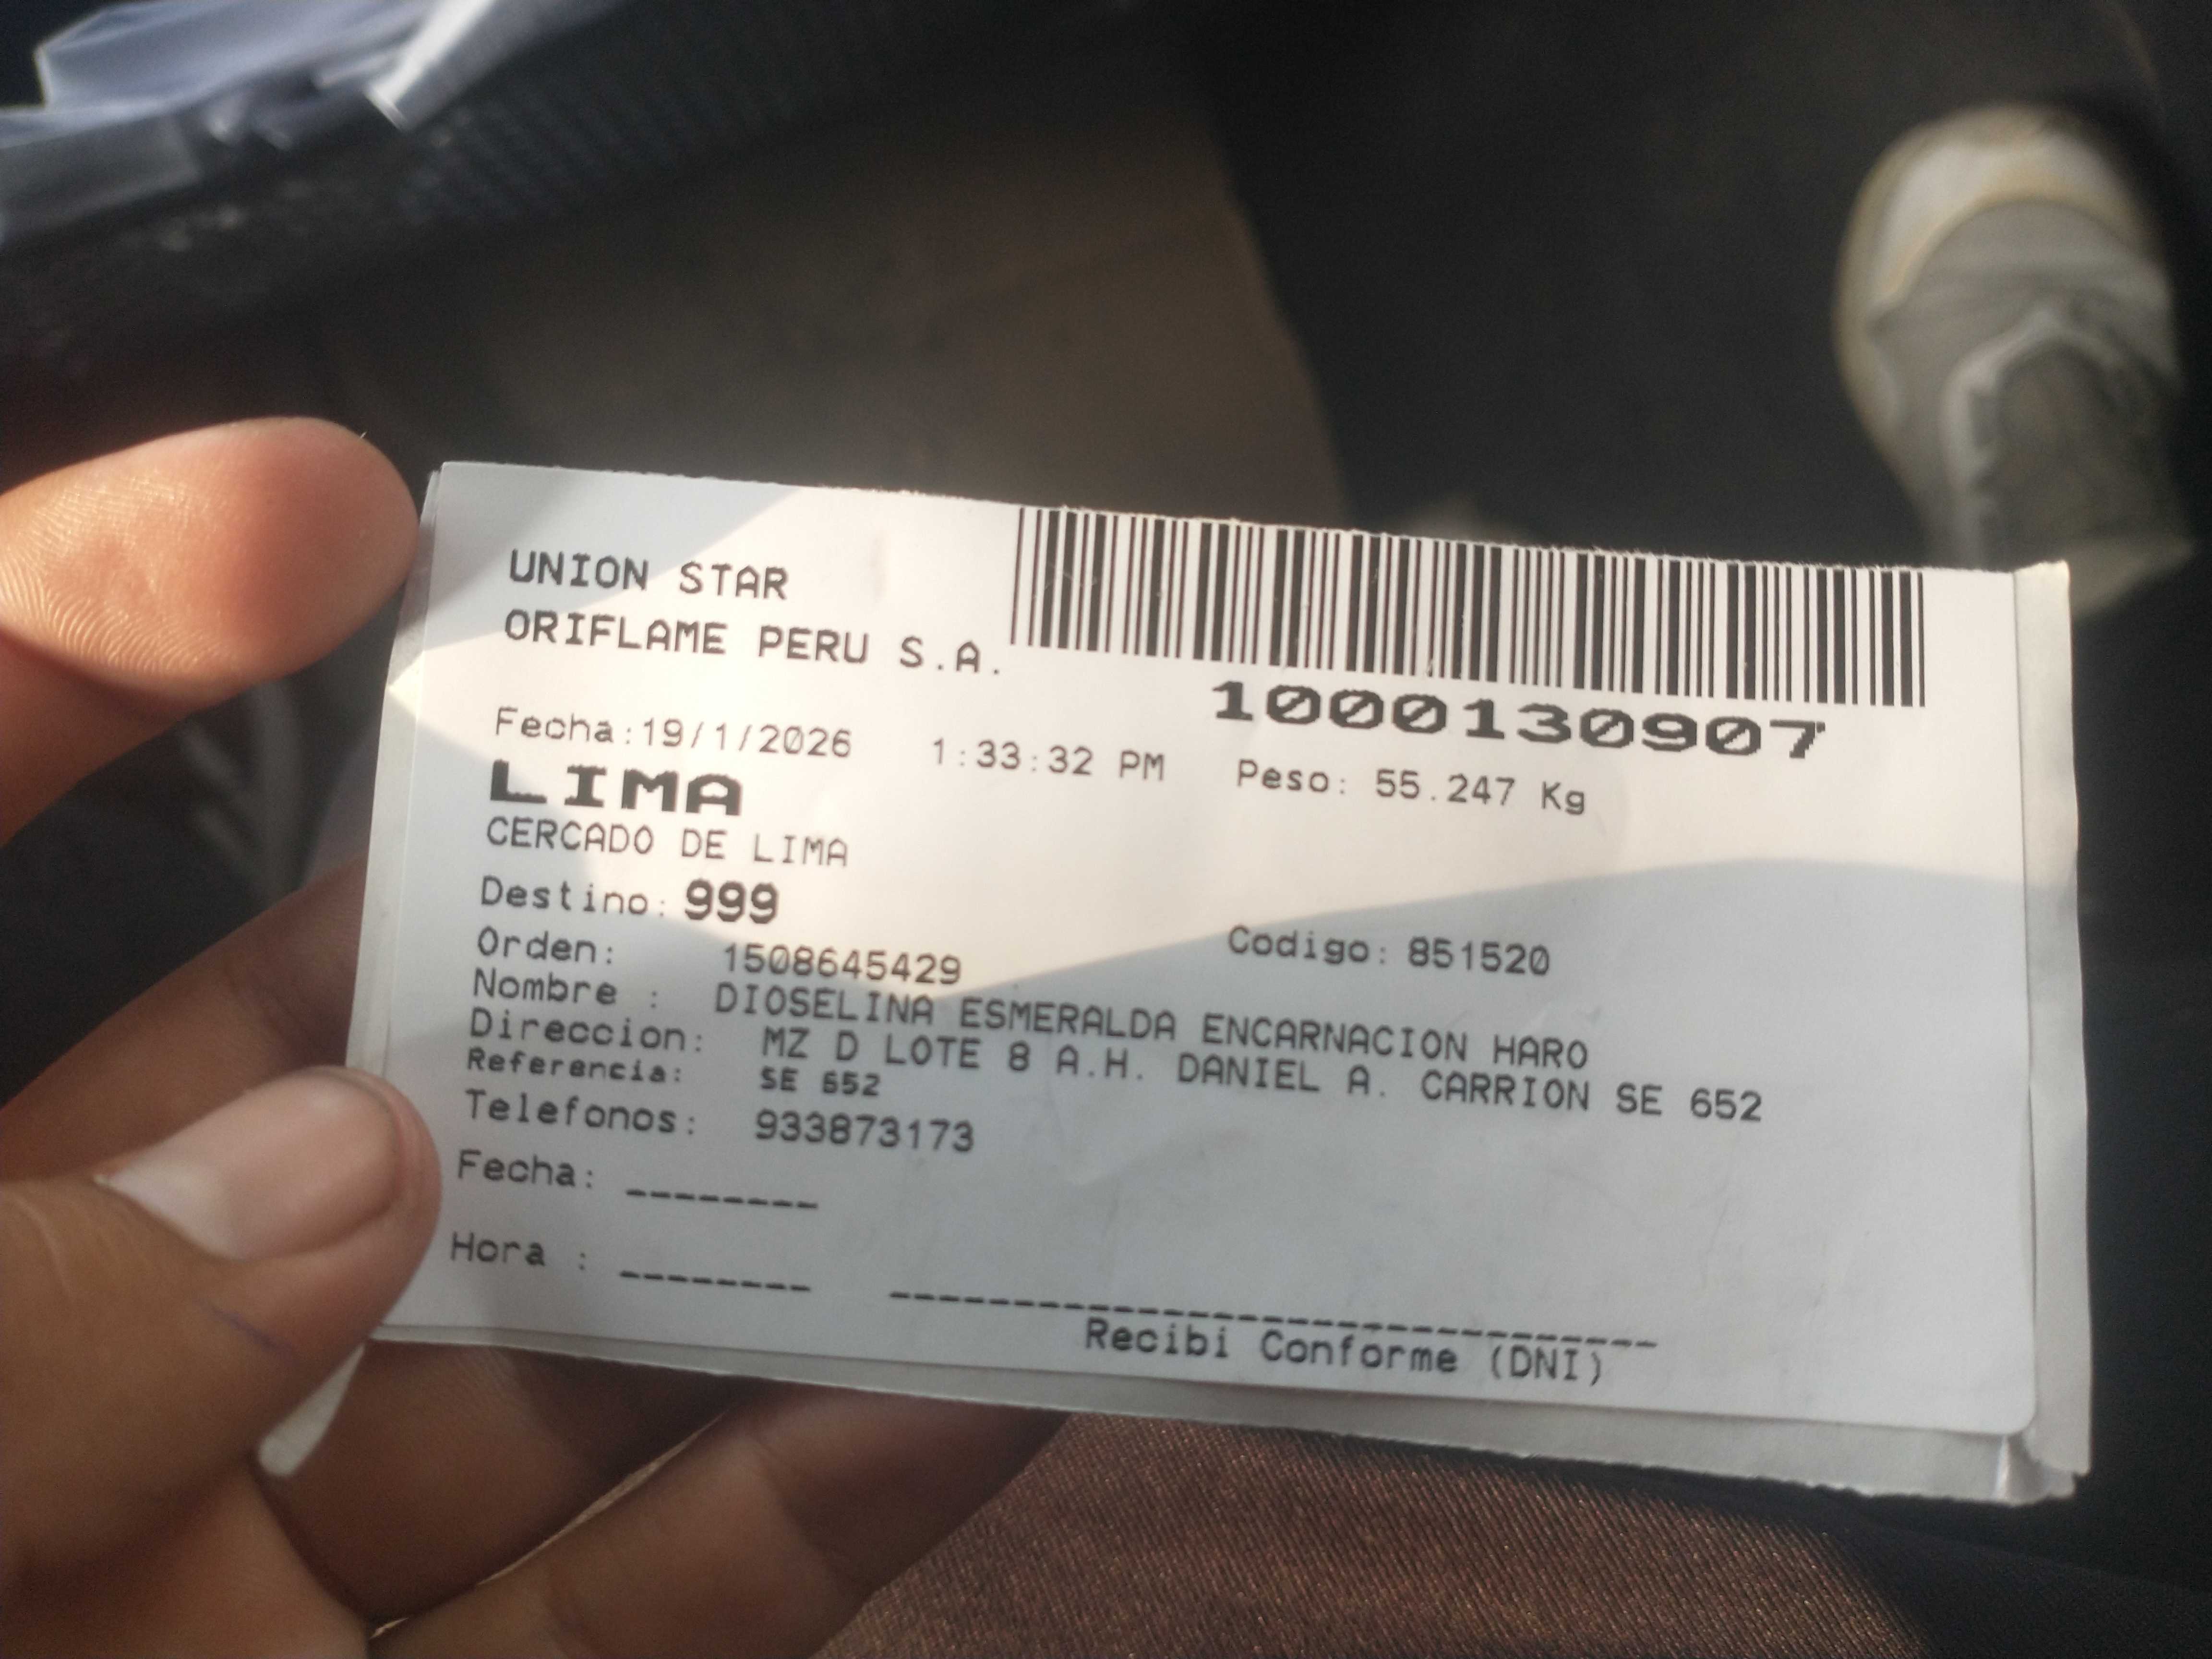 UNION STAR
ORIFLAME PERU S.A.
1000130907
Fecha:19/1/2026 1:33:32 PM Peso: 55.247 Kg
LIMA
CERCADO DE LIMA
Destino: 999
Orden: 1508645429 Codigo: 851520
Nombre : DIOSELINA ESMERALDA ENCARNACION HARO
Direccion: MZ D LOTE 8 A.H. DANIEL A. CARRION SE 652
Referencia: SE 652
Telefonos: 933873173
Fecha: ________
Hora : ________
Recibi Conforme (DNI)